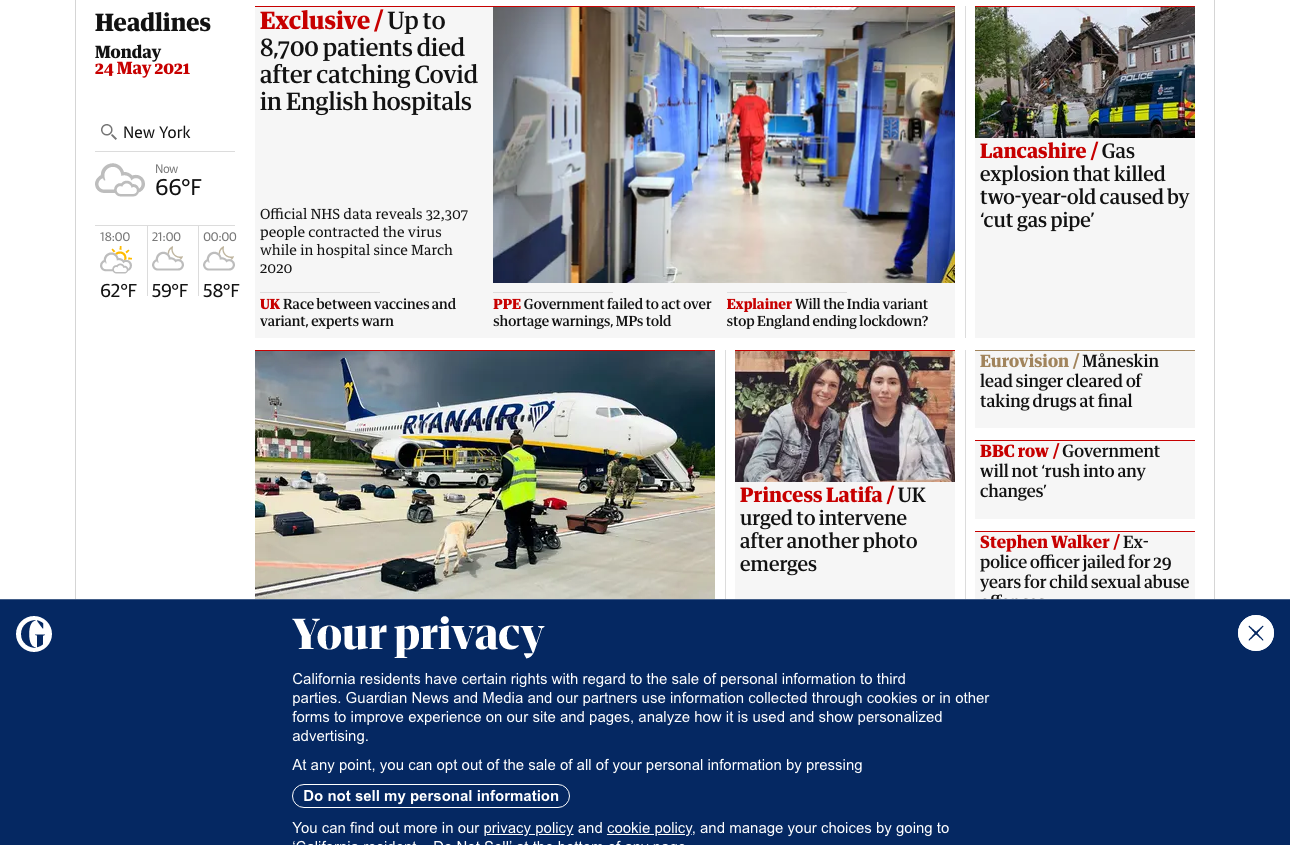 Headlines
Monday
24 May 2021
New York
Now
66°F
18:00
21:00
00:00
62°F
59°F
58°F
Exclusive / Up to
8,700 patients died
after catching Covid
in English hospitals
Official NHS data reveals 32,307
people contracted the virus
while in hospital since March
2020
UK Race between vaccines and
variant, experts warn
PPE Government failed to act over
shortage warnings, MPs told
Explainer Will the India variant
stop England ending lockdown?
POLICE
Lancashire / Gas
explosion that killed
two-year-old caused by
‘cut gas pipe’
RYANAIR
Princess Latifa / UK
urged to intervene
after another photo
emerges
Eurovision / Måneskin
lead singer cleared of
taking drugs at final
BBC row / Government
will not ‘rush into any
changes’
Stephen Walker / Ex-
police officer jailed for 29
years for child sexual abuse
Your privacy
California residents have certain rights with regard to the sale of personal information to third
parties. Guardian News and Media and our partners use information collected through cookies or in other
forms to improve experience on our site and pages, analyze how it is used and show personalized
advertising.
At any point, you can opt out of the sale of all of your personal information by pressing
Do not sell my personal information
You can find out more in our privacy policy and cookie policy, and manage your choices by going to
‘California resident – Do Not Sell’ at the bottom of any page